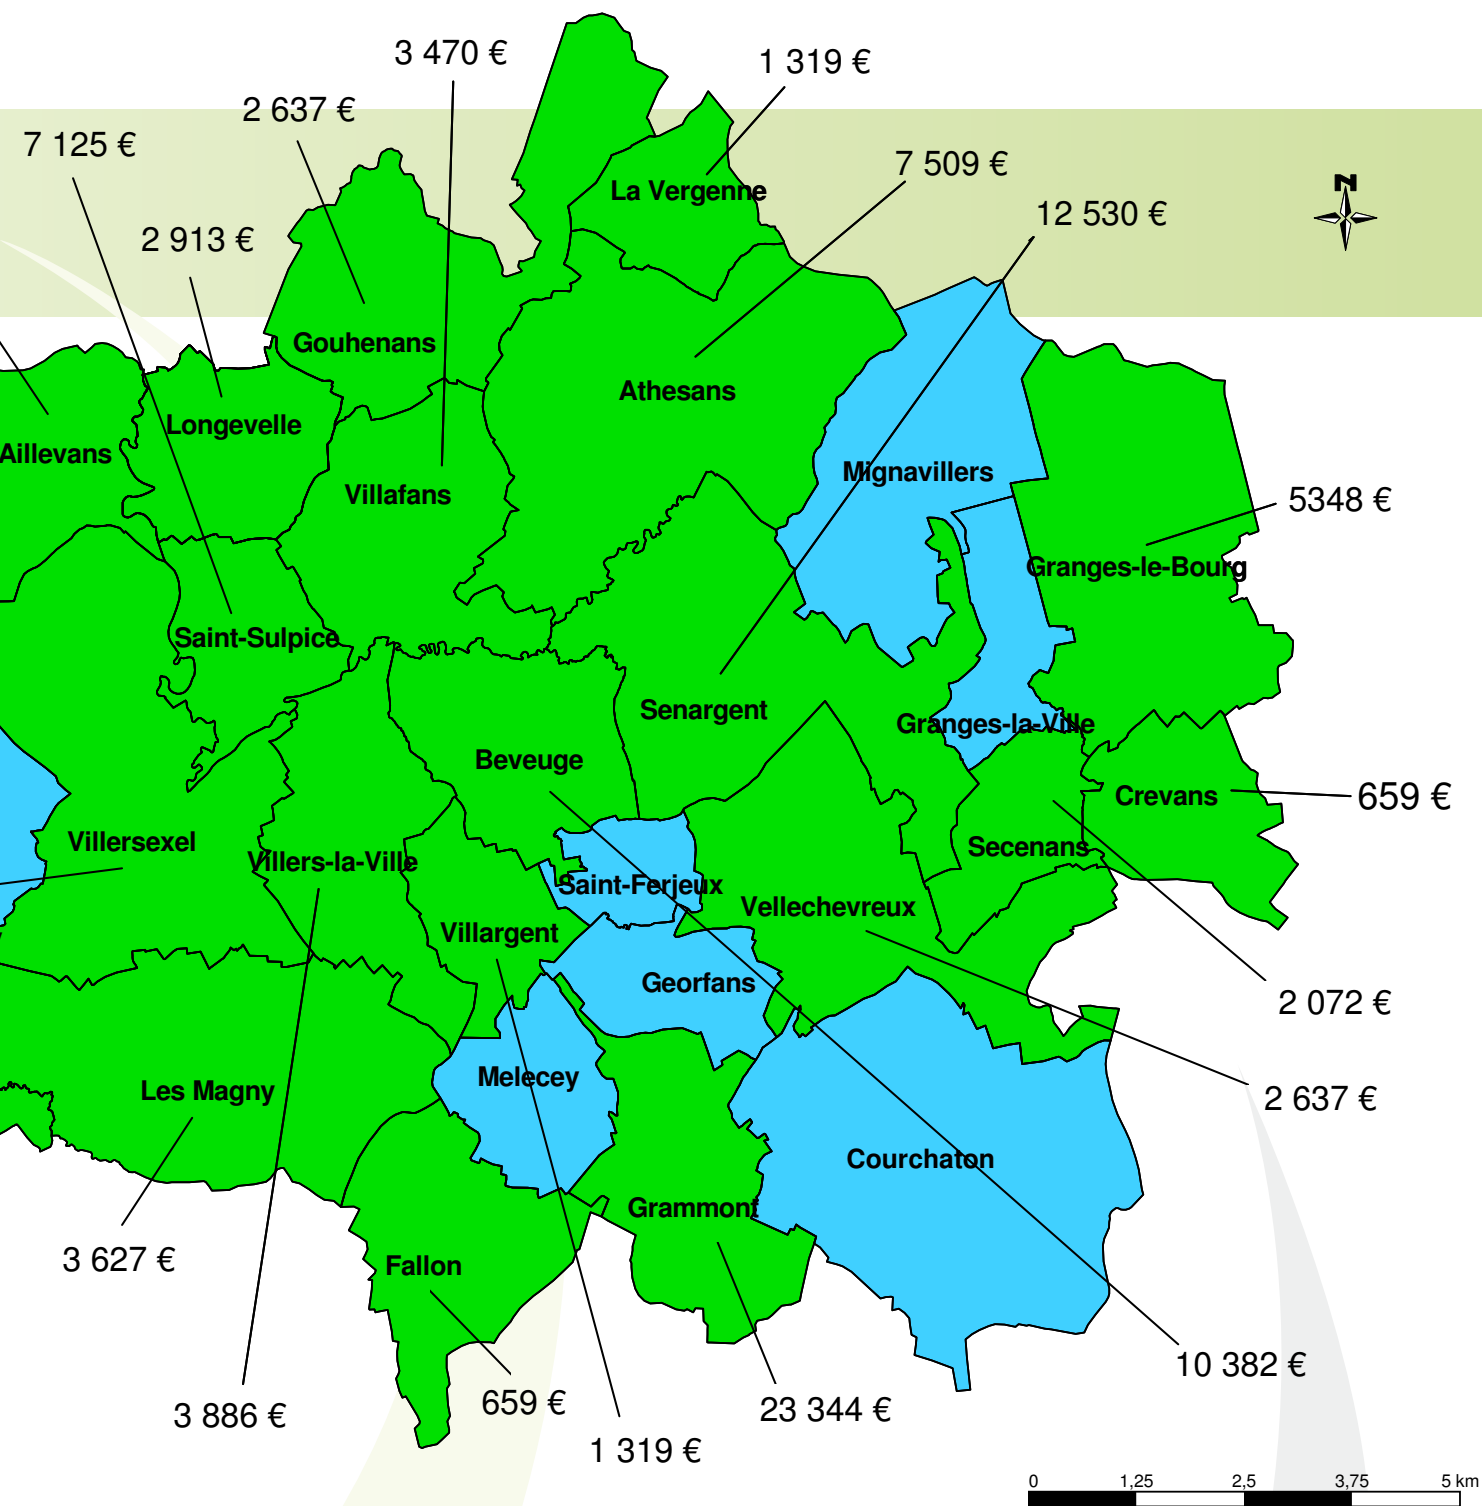 3 470 €
1 319 €
2 637 €
7 125 €
7 509 €
N
La Vergenne
12 530 €
2 913 €
Gouhenans
Athesans
Longevelle
Aillevans
Mignavillers
Villafans
5348 €
Granges-le-Bourg
Saint-Sulpice
Senargent
Granges-la-Ville
Beveuge
Crevans
659 €
Villersexel
Secenans
Villers-la-Ville
Saint-Ferjeux
Vellechevreux
Villargent
Georfans
2 072 €
Melecey
Les Magny
2 637 €
Courchaton
Grammont
3 627 €
Fallon
10 382 €
659 €
23 344 €
3 886 €
1 319 €
0 1,25 2,5 3,75 5 km